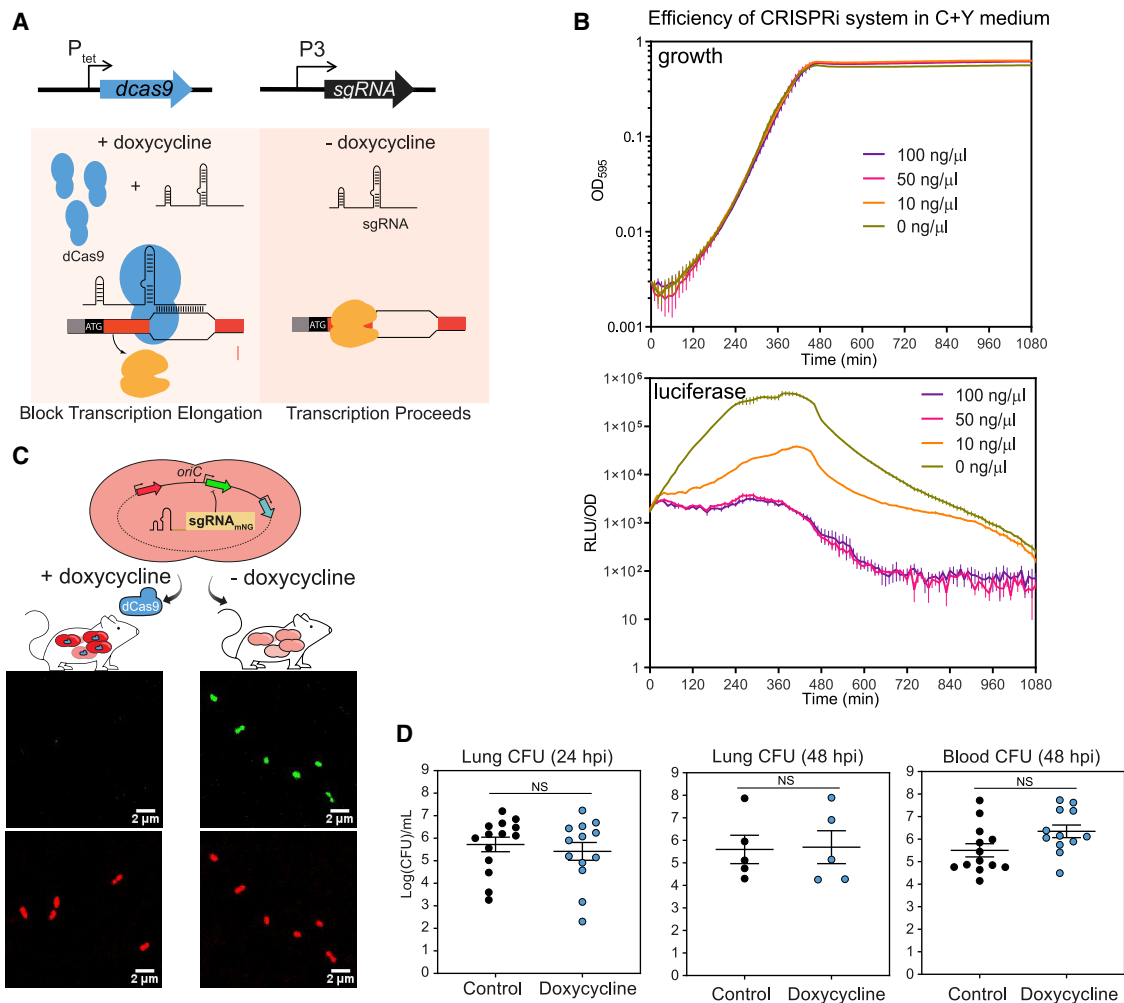 A
P_tet
dcas9
P3
sgRNA
+ doxycycline
- doxycycline
+
dCas9
sgRNA
ATG
ATG
Block Transcription Elongation
Transcription Proceeds
B
Efficiency of CRISPRi system in C+Y medium
growth
OD595
1
0.1
0.01
0.001
100 ng/µl
50 ng/µl
10 ng/µl
0 ng/µl
0 120 240 360 480 600 720 840 960 1080
Time (min)
luciferase
RLU/OD
1×10^6
1×10^5
1×10^4
1×10^3
1×10^2
10
1
100 ng/µl
50 ng/µl
10 ng/µl
0 ng/µl
0 120 240 360 480 600 720 840 960 1080
Time (min)
C
oriC
sgRNA_mNG
+ doxycycline
- doxycycline
dCas9
2 µm
2 µm
2 µm
2 µm
D
Lung CFU (24 hpi)
NS
Log(CFU)/mL
9
8
7
6
5
4
3
2
1
0
Control Doxycycline
Lung CFU (48 hpi)
NS
9
8
7
6
5
4
3
2
1
0
Control Doxycycline
Blood CFU (48 hpi)
NS
9
8
7
6
5
4
3
2
1
0
Control Doxycycline